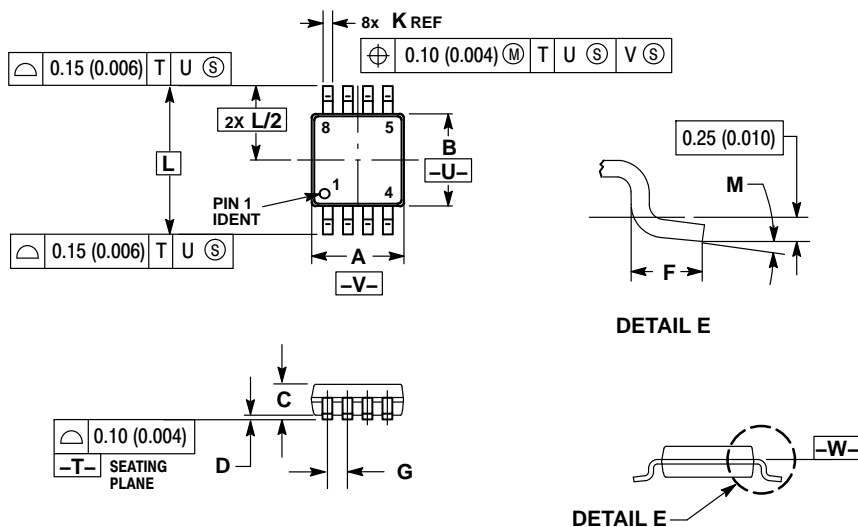 8x K REF
0.10 (0.004) Ⓜ T U Ⓢ V Ⓢ
0.15 (0.006) T U Ⓢ
2X L/2
L
8 5
B
–U–
1
4
PIN 1
IDENT
0.15 (0.006) T U Ⓢ
A
–V–
0.25 (0.010)
M
F
DETAIL E
C
0.10 (0.004)
–T– SEATING
PLANE
D
G
–W–
DETAIL E